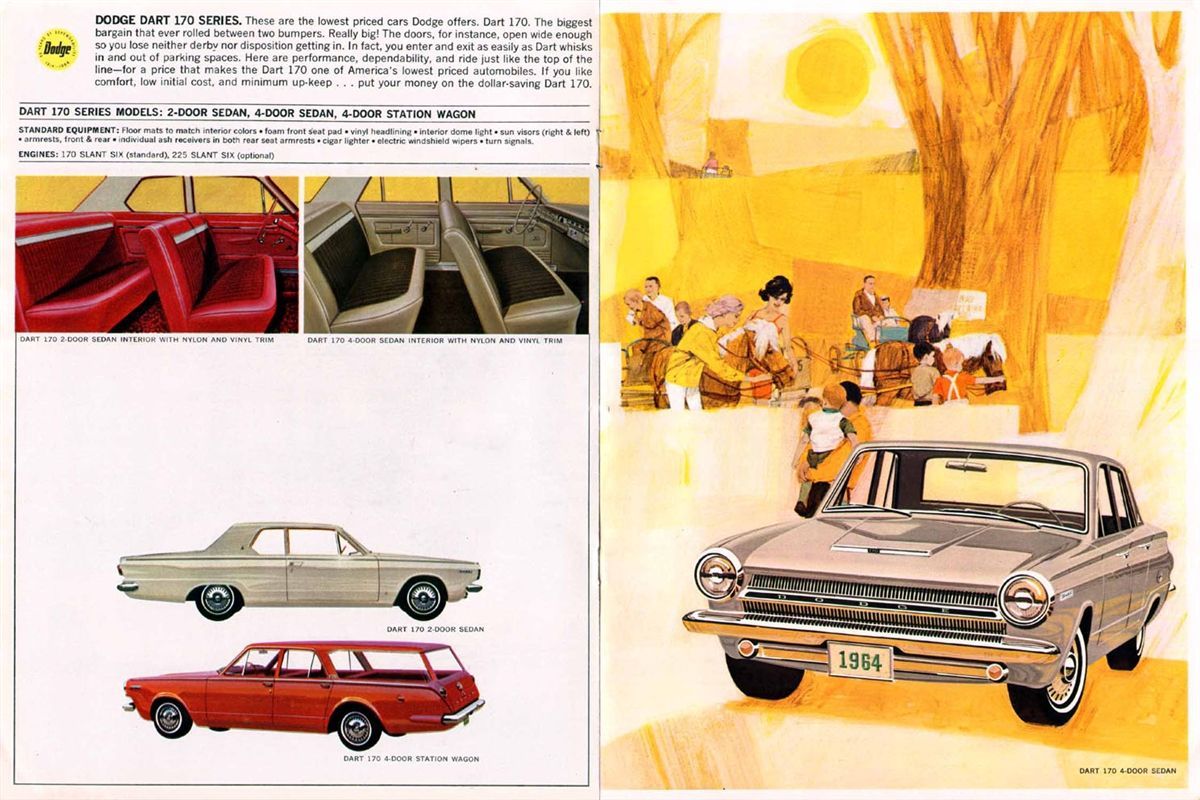 DODGE DART 170 SERIES. These are the lowest priced cars Dodge offers. Dart 170. The biggest
bargain that ever rolled between two bumpers. Really big! The doors, for instance, open wide enough
so you lose neither derby nor disposition getting in. In fact, you enter and exit as easily as Dart whisks
in and out of parking spaces. Here are performance, dependability, and ride just like the top of the
line—for a price that makes the Dart 170 one of America's lowest priced automobiles. If you like
comfort, low initial cost, and minimum up-keep . . . put your money on the dollar-saving Dart 170.
Dodge
DART 170 SERIES MODELS: 2-DOOR SEDAN, 4-DOOR SEDAN, 4-DOOR STATION WAGON
STANDARD EQUIPMENT: Floor mats to match interior colors • foam front seat pad • vinyl headlining • interior dome light • sun visors (right & left)
• armrests, front & rear • individual ash receivers in both rear seat armrests • cigar lighter • electric windshield wipers • turn signals.
ENGINES: 170 SLANT SIX (standard), 225 SLANT SIX (optional)
DART 170 2-DOOR SEDAN INTERIOR WITH NYLON AND VINYL TRIM
DART 170 4-DOOR SEDAN INTERIOR WITH NYLON AND VINYL TRIM
DART 170 2-DOOR SEDAN
DART 170 4-DOOR STATION WAGON
DODGE
1964
DART 170 4-DOOR SEDAN